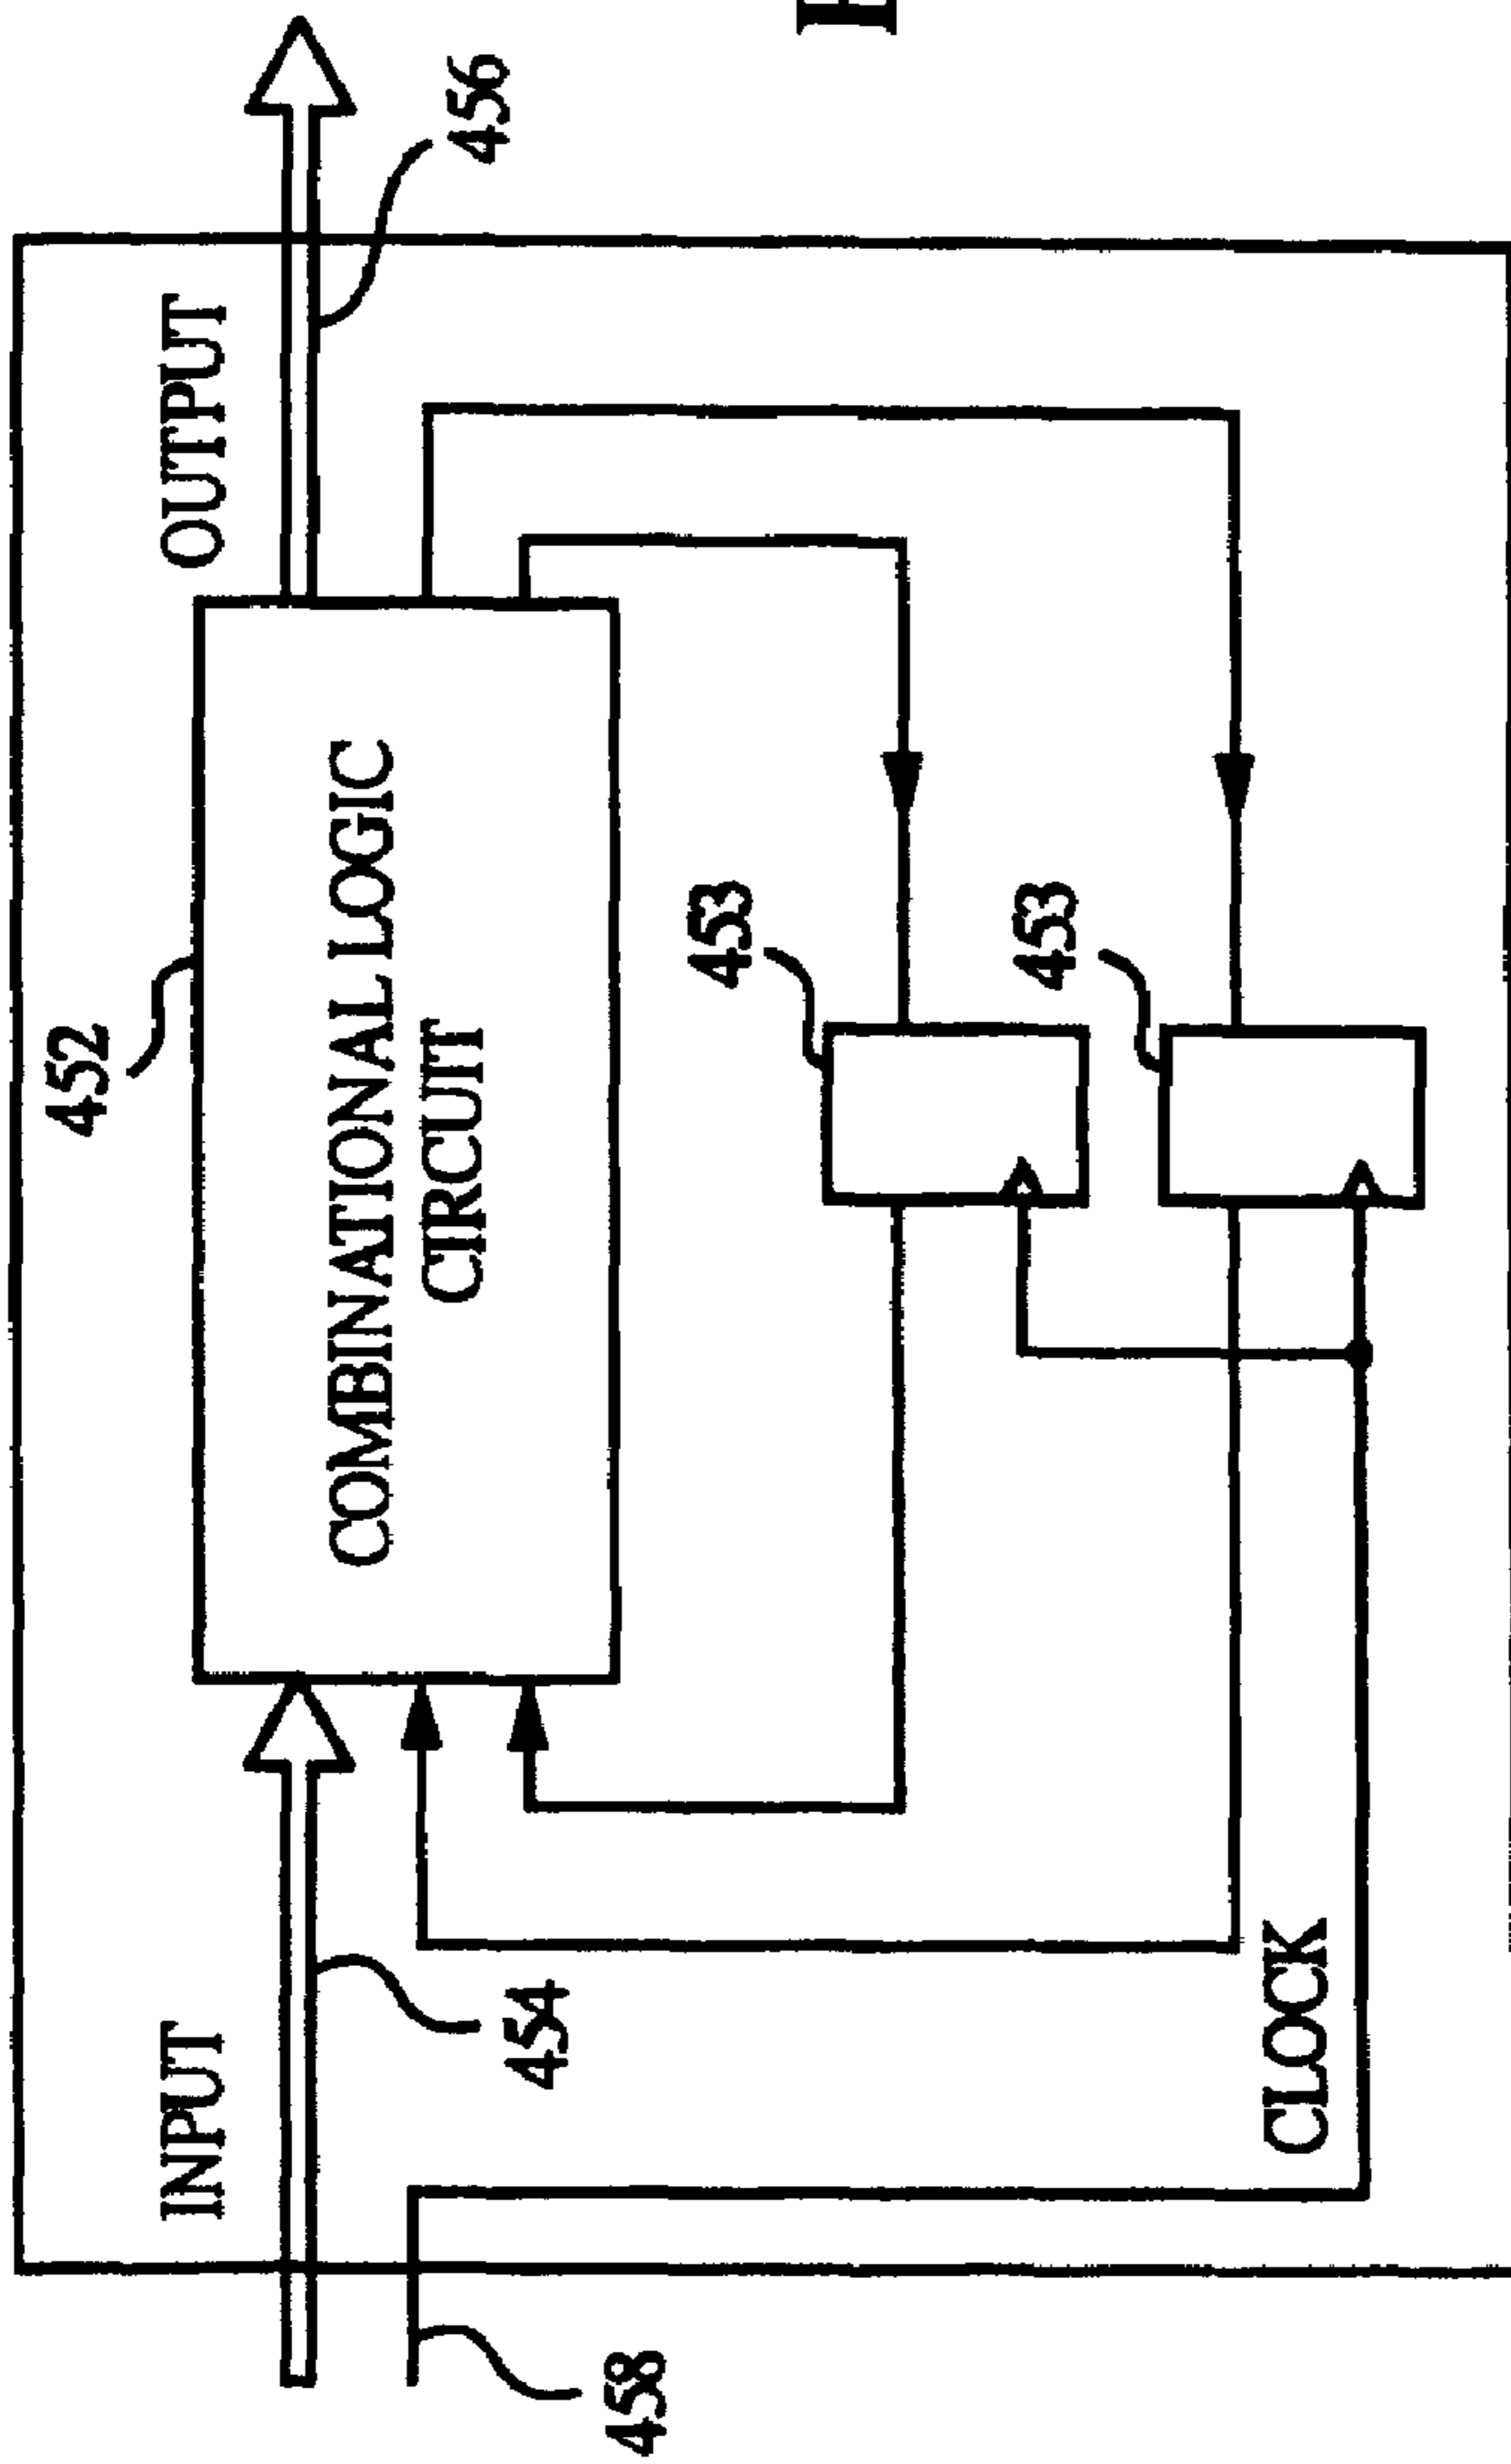 452
INPUT
OUTPUT
COMBINATIONAL LOGIC
CIRCUIT
454
456
458
453
453
CLOCK